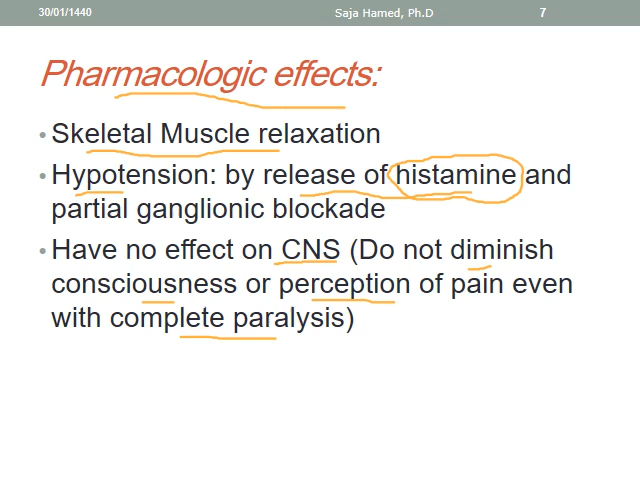 30/01/1440 Saja Hamed, Ph.D 7
Pharmacologic effects:
• Skeletal Muscle relaxation
• Hypotension: by release of histamine and
partial ganglionic blockade
• Have no effect on CNS (Do not diminish
consciousness or perception of pain even
with complete paralysis)